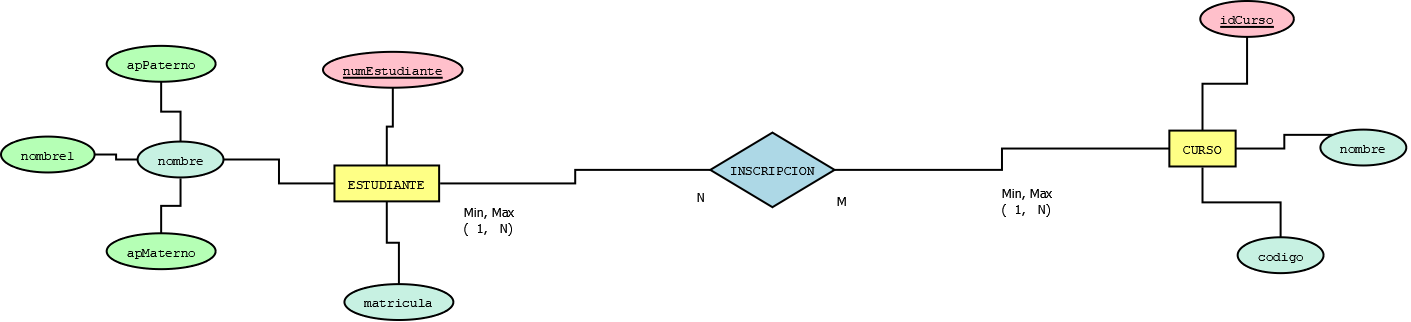 idCurso
apPaterno
numEstudiante
nombre1
nombre
CURSO
nombre
INSCRIPCION
ESTUDIANTE
N
M
Min, Max
( 1, N)
Min, Max
( 1, N)
apMaterno
codigo
matricula